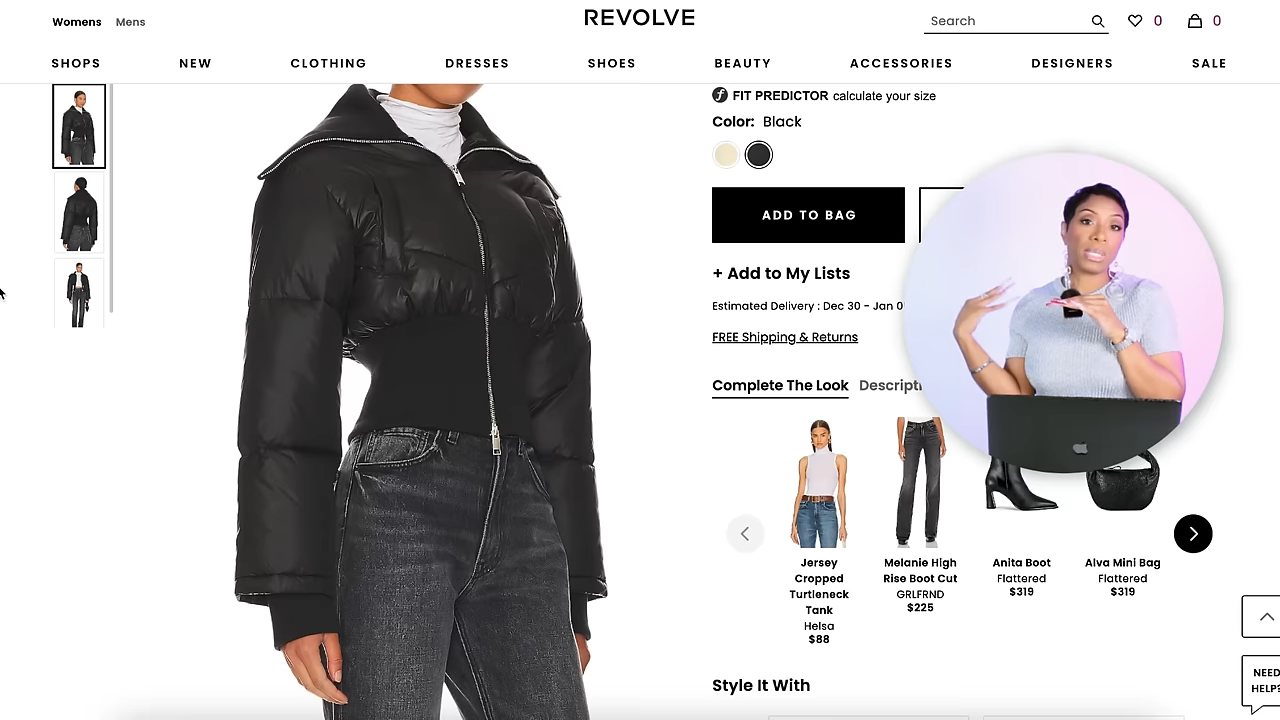 Womens Mens
REVOLVE
Search
0
0
SHOPS NEW CLOTHING DRESSES SHOES BEAUTY ACCESSORIES DESIGNERS SALE
FIT PREDICTOR calculate your size
Color: Black
ADD TO BAG
+ Add to My Lists
Estimated Delivery : Dec 30 - Jan 0
FREE Shipping & Returns
Complete The Look Descripti
Jersey
Cropped
Turtleneck
Tank
Helsa
$88
Melanie High
Rise Boot Cut
GRLFRND
$225
Anita Boot
Flattered
$319
Alva Mini Bag
Flattered
$319
NEED
HELP?
Style It With